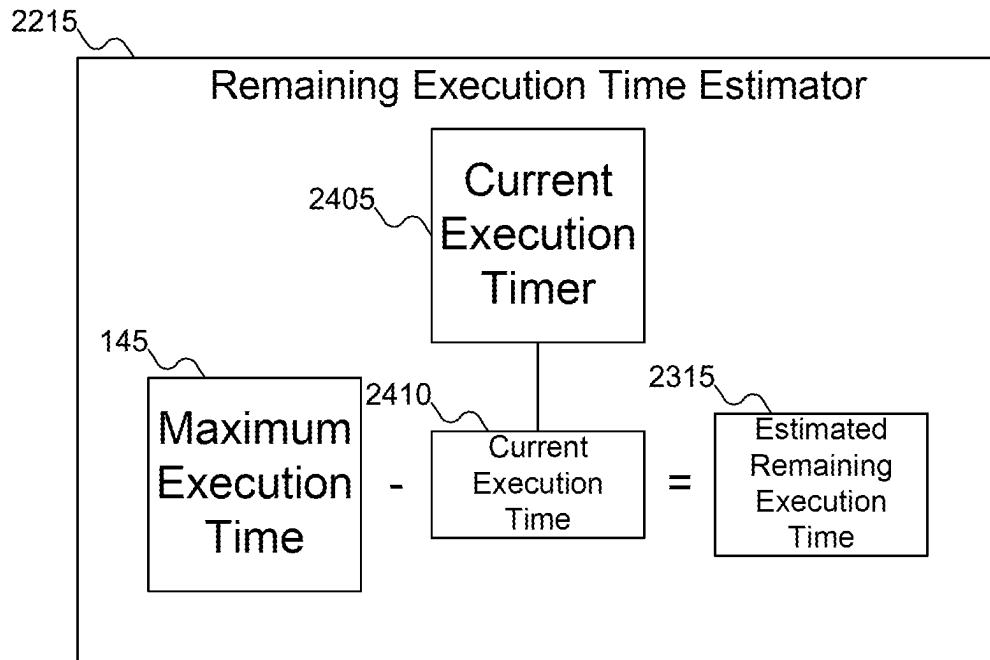 2215
Remaining Execution Time Estimator
2405
Current
Execution
Timer
145
Maximum
Execution
Time
-
2410
Current
Execution
Time
=
2315
Estimated
Remaining
Execution
Time